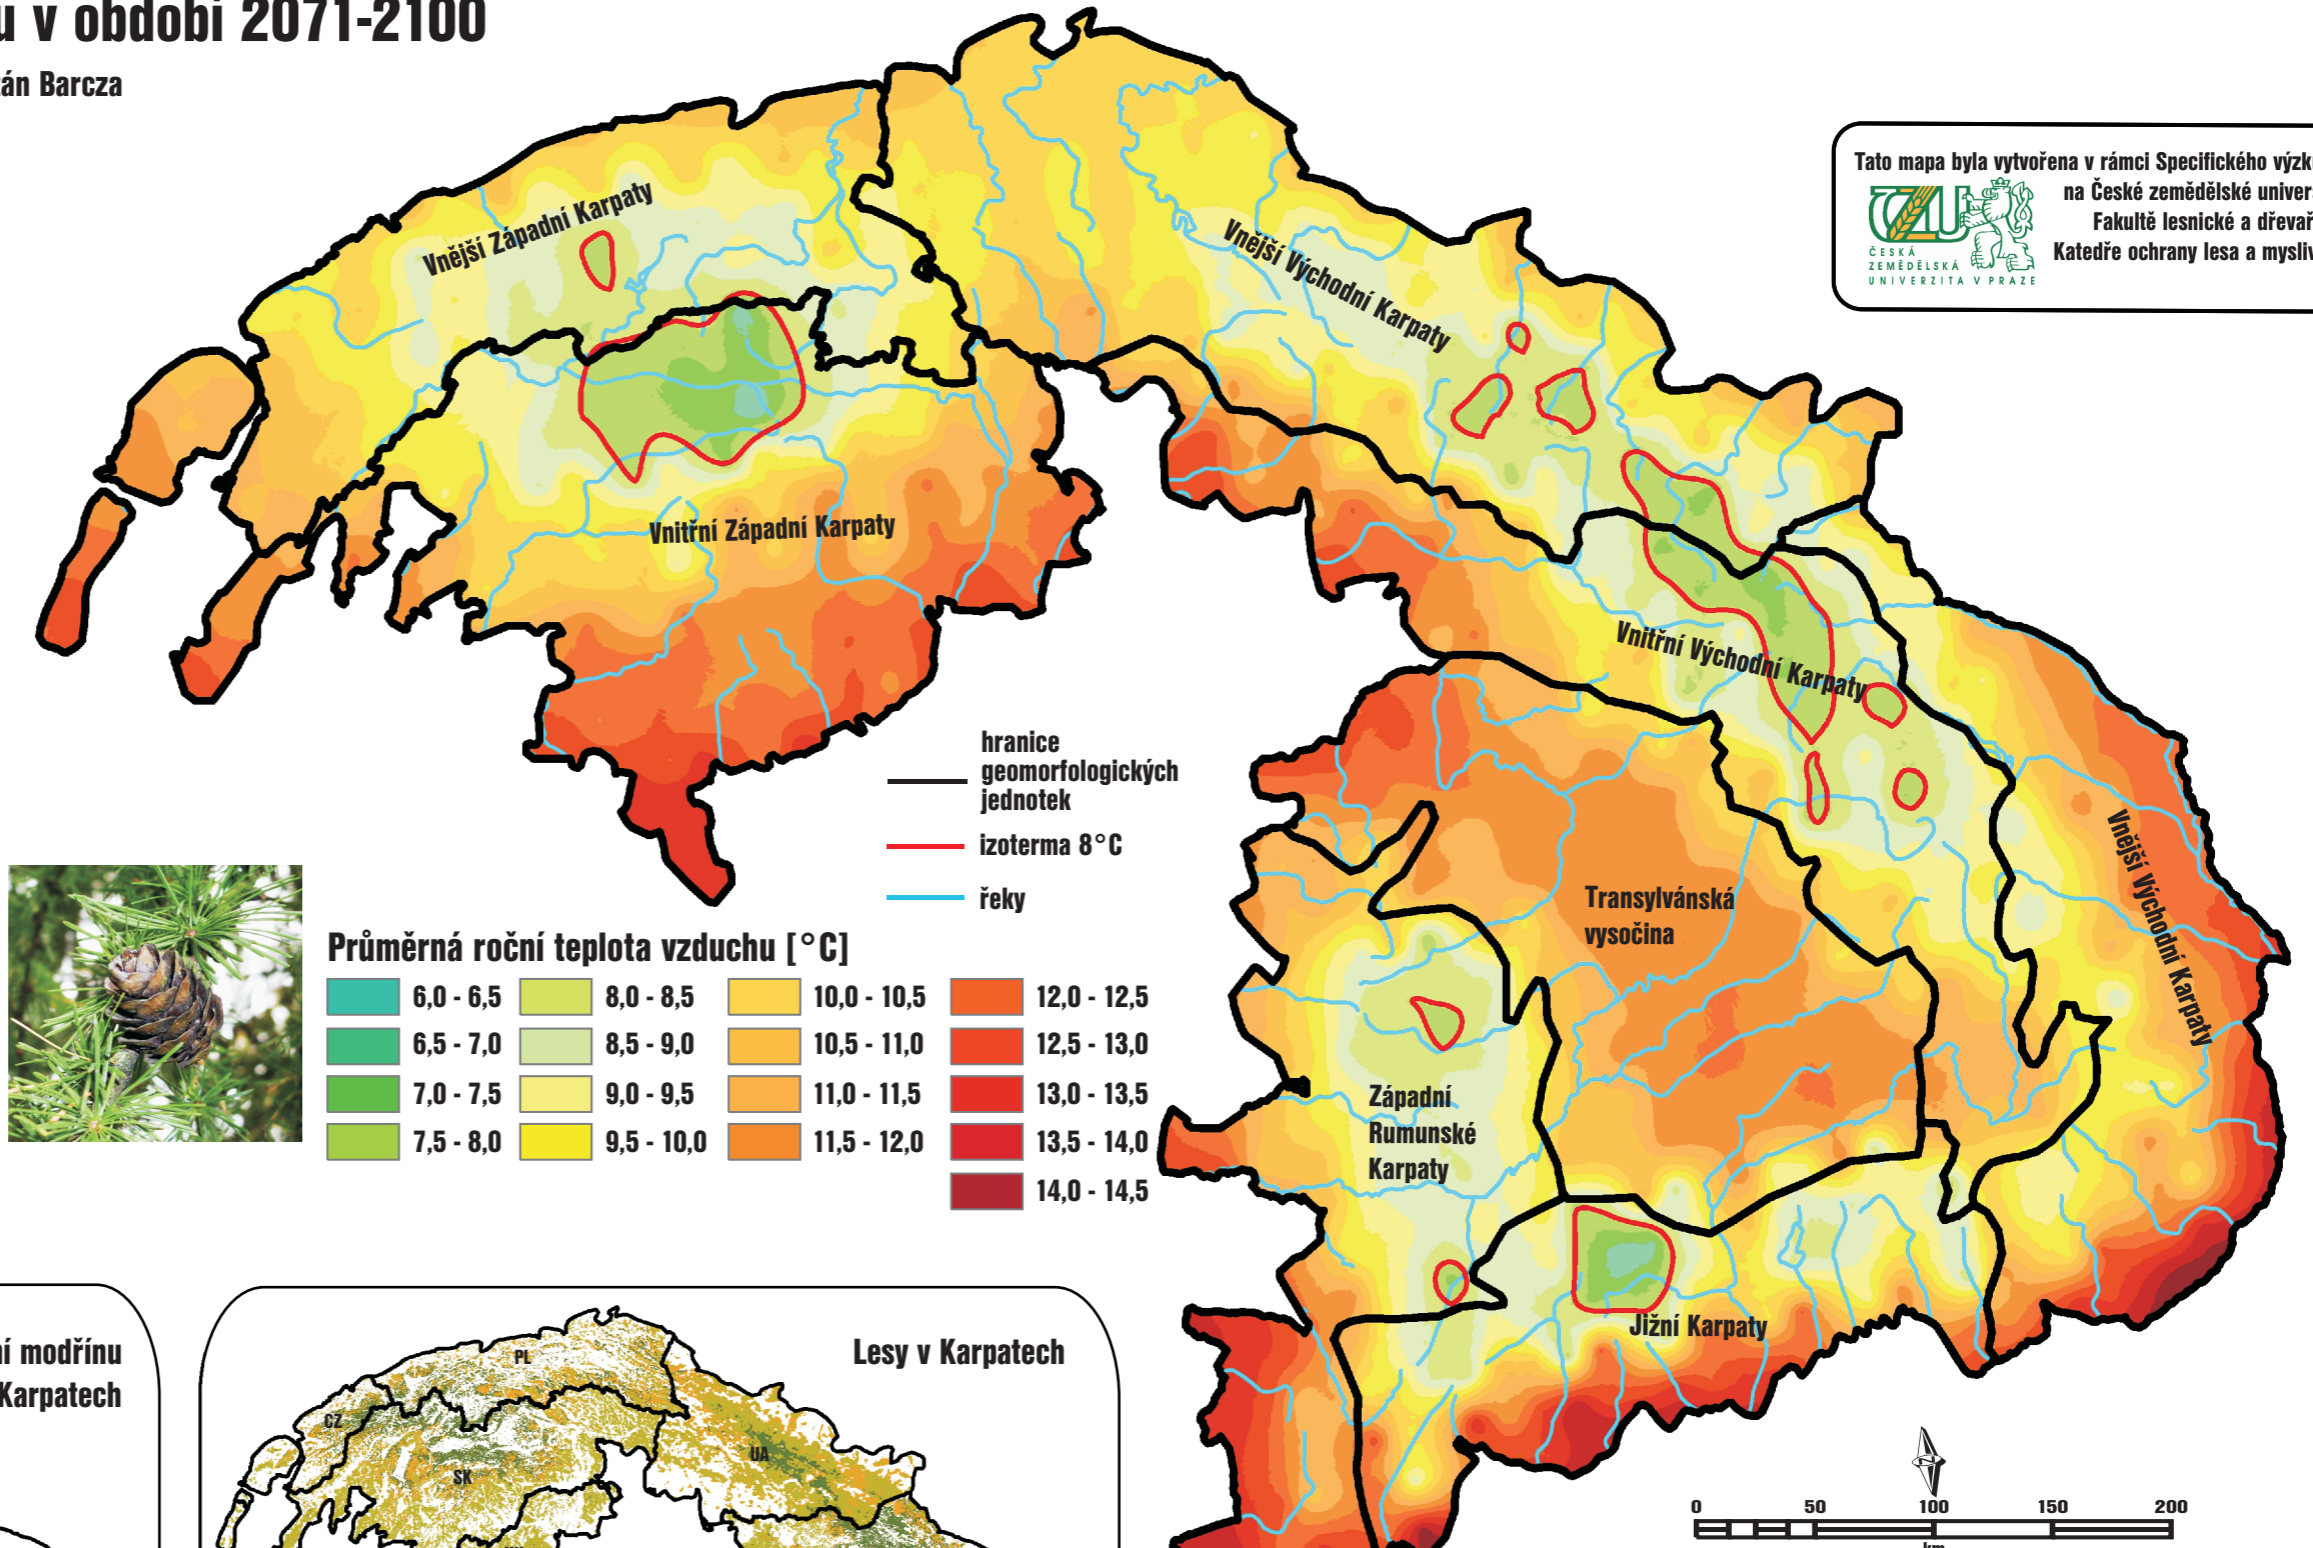 v období 2071-2100
Barcza
Tato mapa byla vytvořena v rámci Specifického
na České zemědělské
Fakultě lesnické a
Katedře ochrany lesa a
ČZU
ČESKÁ
ZEMĚDĚLSKÁ
UNIVERZITA V PRAZE
Vnější Západní Karpaty
Vnější Východní Karpaty
Vnitřní Západní Karpaty
Vnitřní Východní Karpaty
Vnější Východní Karpaty
Transylvánská
vysočina
Západní
Rumunské
Karpaty
Jižní Karpaty
hranice
geomorfologických
jednotek
izoterma 8°C
řeky
Průměrná roční teplota vzduchu [°C]
6,0 - 6,5
6,5 - 7,0
7,0 - 7,5
7,5 - 8,0
8,0 - 8,5
8,5 - 9,0
9,0 - 9,5
9,5 - 10,0
10,0 - 10,5
10,5 - 11,0
11,0 - 11,5
11,5 - 12,0
12,0 - 12,5
12,5 - 13,0
13,0 - 13,5
13,5 - 14,0
14,0 - 14,5
modřínu
Karpatech
Lesy v Karpatech
PL
CZ
SK
UA
0 50 100 150 200
km